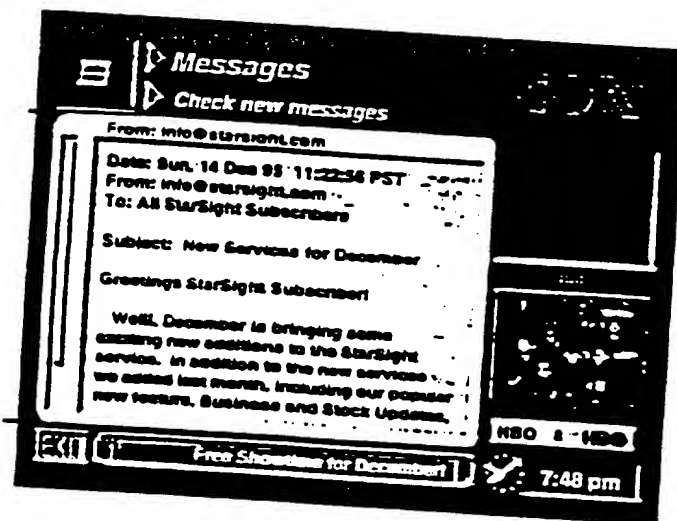 Messages
Check new messages
From: info@starsight.com
Date: Sun, 14 Dec 95 11:22:56 PST
From: info@starsight.com
To: All StarSight Subscribers
Subject: New Services for December
Greetings StarSight Subscriber!
Well, December is bringing some
exciting new additions to the StarSight
service. In addition to the new services
we added last month, including our popular
new feature, Business and Stock Updates,
HBO HBO
Free Showtime for December!
7:48 pm